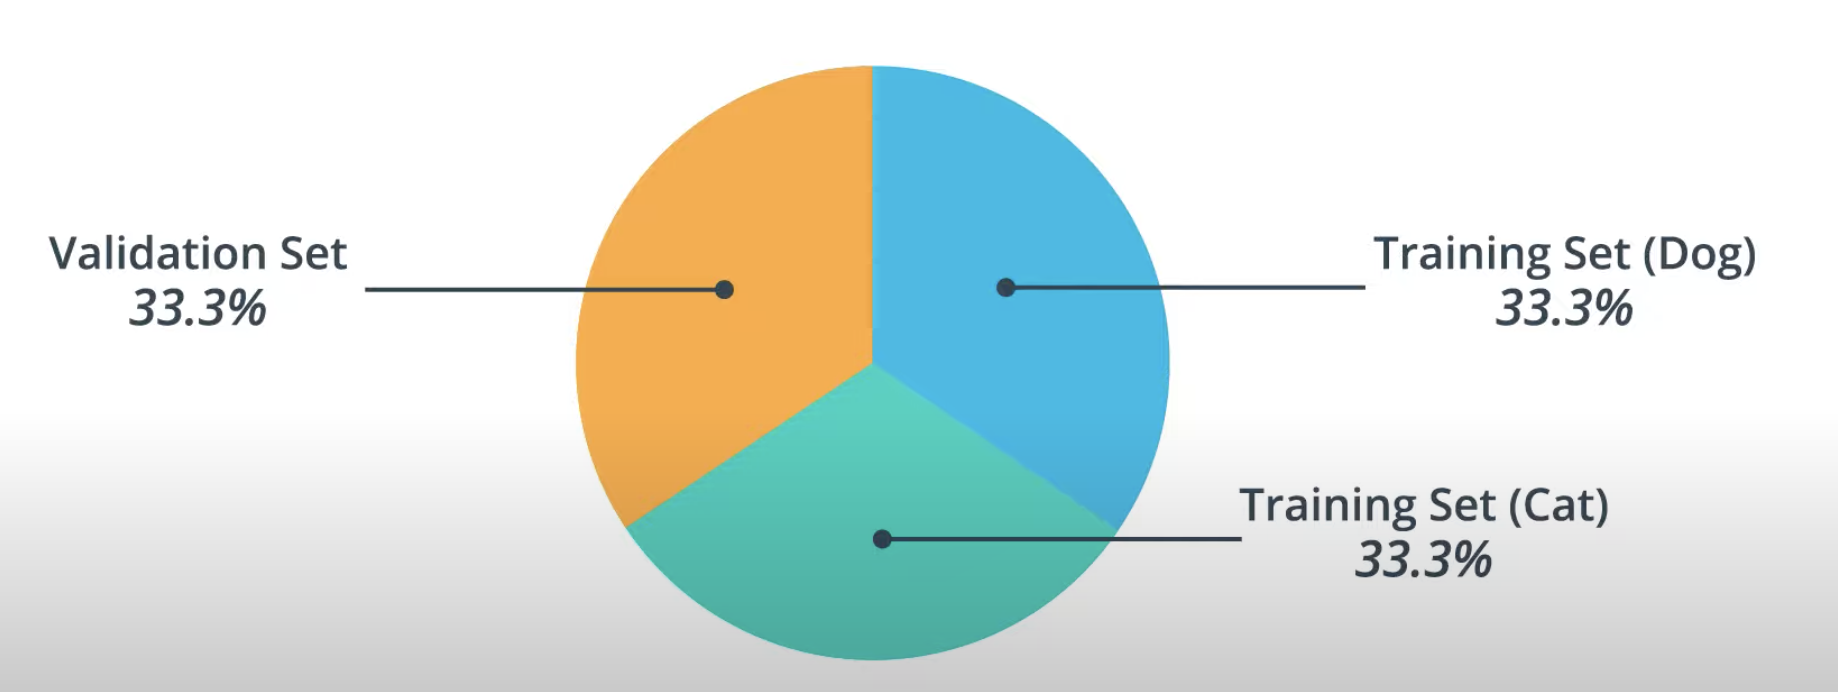 Validation Set
33.3%
Training Set (Dog)
33.3%
Training Set (Cat)
33.3%